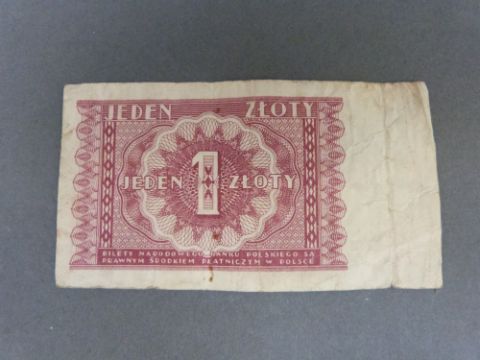 JEDEN ZŁOTY
JEDEN 1 ZŁOTY
BILETY NARODOWEGO BANKU POLSKIEGO SĄ
PRAWNYM ŚRODKIEM PŁATNICZYM W POLSCE